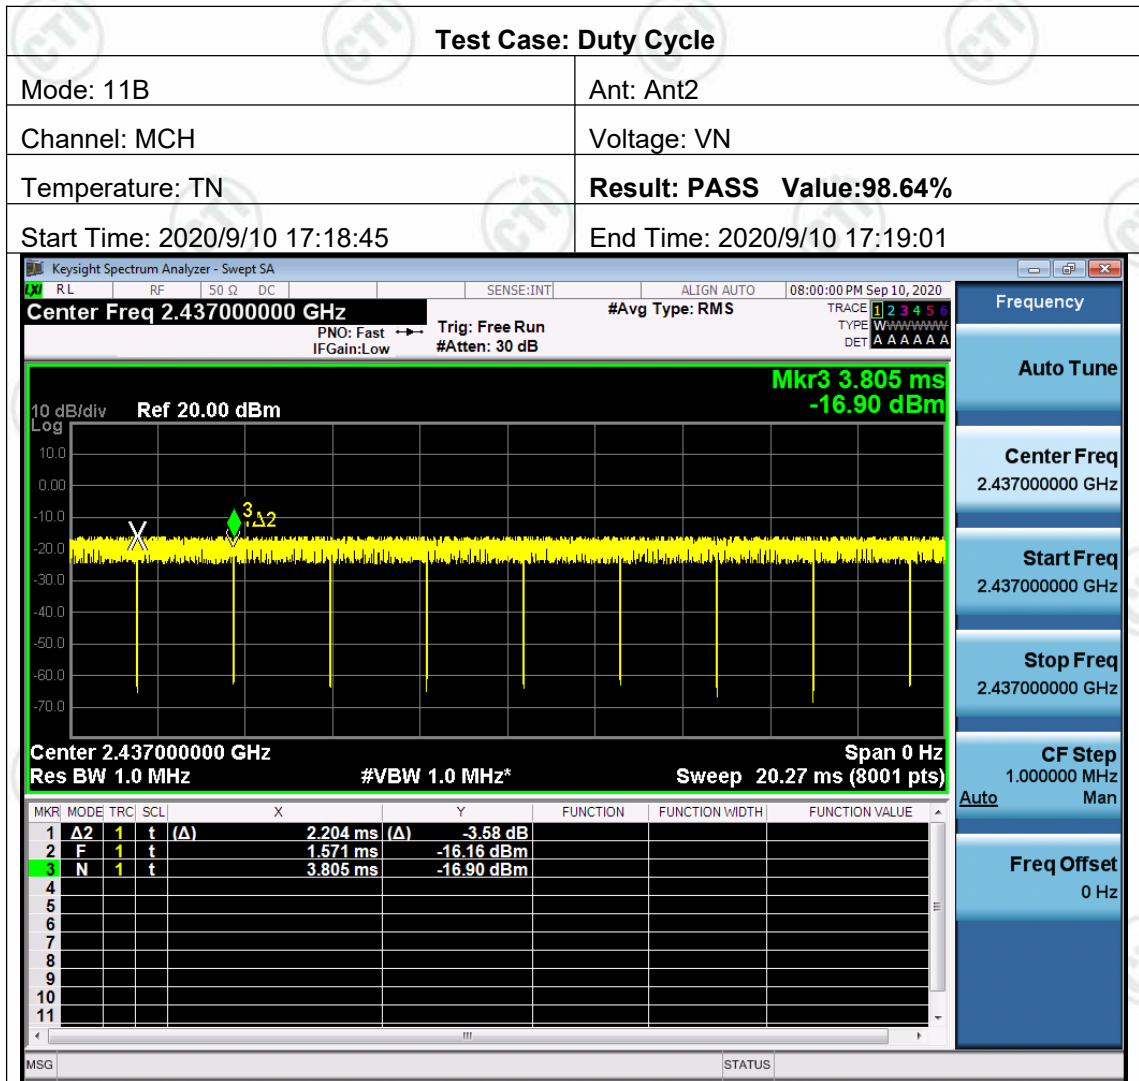 Test Case: Duty Cycle
Mode: 11B Ant: Ant2
Channel: MCH Voltage: VN
Temperature: TN Result: PASS Value:98.64%
Start Time: 2020/9/10 17:18:45 End Time: 2020/9/10 17:19:01
Keysight Spectrum Analyzer - Swept SA
LXI RL RF 50 Ω DC SENSE:INT ALIGN AUTO 08:00:00 PM Sep 10, 2020
Center Freq 2.437000000 GHz #Avg Type: RMS TRACE 1 2 3 4 5 6
PNO: Fast Trig: Free Run TYPE WWWWWW
IFGain:Low #Atten: 30 dB DET A A A A A A
Mkr3 3.805 ms
-16.90 dBm
10 dB/div Ref 20.00 dBm
Log
10.0
0.00
-10.0
-20.0
-30.0
-40.0
-50.0
-60.0
-70.0
3 Δ2
Center 2.437000000 GHz Span 0 Hz
Res BW 1.0 MHz #VBW 1.0 MHz* Sweep 20.27 ms (8001 pts)
MKR MODE TRC SCL X Y FUNCTION FUNCTION WIDTH FUNCTION VALUE
1 Δ2 1 t (Δ) 2.204 ms (Δ) -3.58 dB
2 F 1 t 1.571 ms -16.16 dBm
3 N 1 t 3.805 ms -16.90 dBm
4
5
6
7
8
9
10
11
MSG STATUS
Frequency
Auto Tune
Center Freq
2.437000000 GHz
Start Freq
2.437000000 GHz
Stop Freq
2.437000000 GHz
CF Step
1.000000 MHz
Auto Man
Freq Offset
0 Hz
CTI